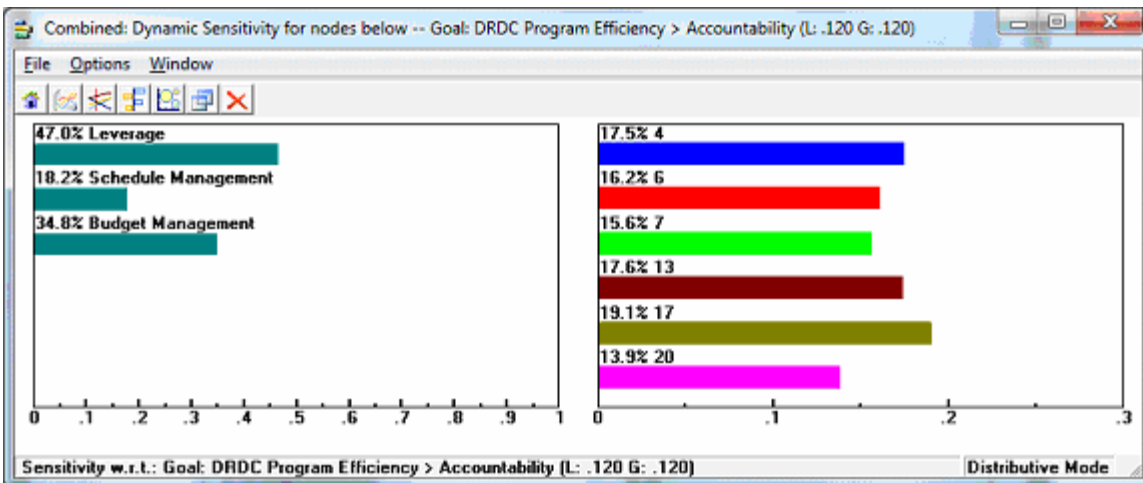 Combined: Dynamic Sensitivity for nodes below -- Goal: DRDC Program Efficiency > Accountability (L: .120 G: .120)
File Options Window
47.0% Leverage
18.2% Schedule Management
34.8% Budget Management
0 .1 .2 .3 .4 .5 .6 .7 .8 .9 1
17.5% 4
16.2% 6
15.6% 7
17.6% 13
19.1% 17
13.9% 20
0 .1 .2 .3
Sensitivity w.r.t.: Goal: DRDC Program Efficiency > Accountability (L: .120 G: .120)
Distributive Mode